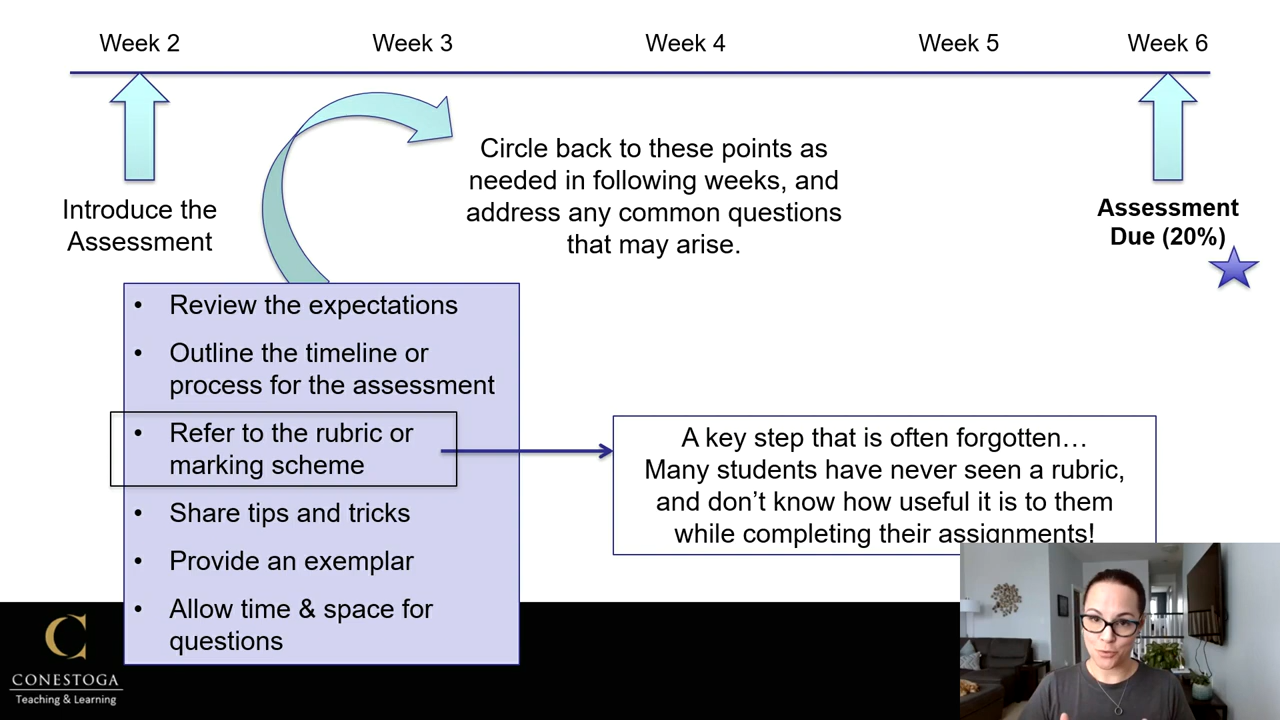 Week 2
Week 3
Week 4
Week 5
Week 6
Introduce the
Assessment
Circle back to these points as
needed in following weeks, and
address any common questions
that may arise.
Assessment
Due (20%)
• Review the expectations
• Outline the timeline or
process for the assessment
• Refer to the rubric or
marking scheme
• Share tips and tricks
• Provide an exemplar
• Allow time & space for
questions
A key step that is often forgotten…
Many students have never seen a rubric,
and don’t know how useful it is to them
while completing their assignments!
CONESTOGA
Teaching & Learning